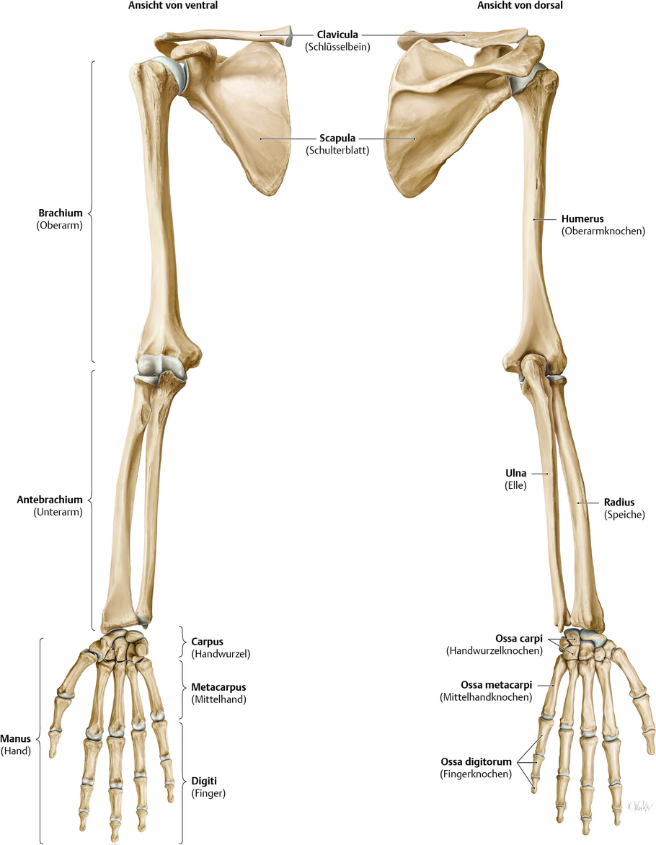 Ansicht von ventral
Ansicht von dorsal
Clavicula
(Schlüsselbein)
Scapula
(Schulterblatt)
Brachium
(Oberarm)
Humerus
(Oberarmknochen)
Antebrachium
(Unterarm)
Ulna
(Elle)
Radius
(Speiche)
Carpus
(Handwurzel)
Ossa carpi
(Handwurzelknochen)
Metacarpus
(Mittelhand)
Ossa metacarpi
(Mittelhandknochen)
Manus
(Hand)
Digiti
(Finger)
Ossa digitorum
(Fingerknochen)